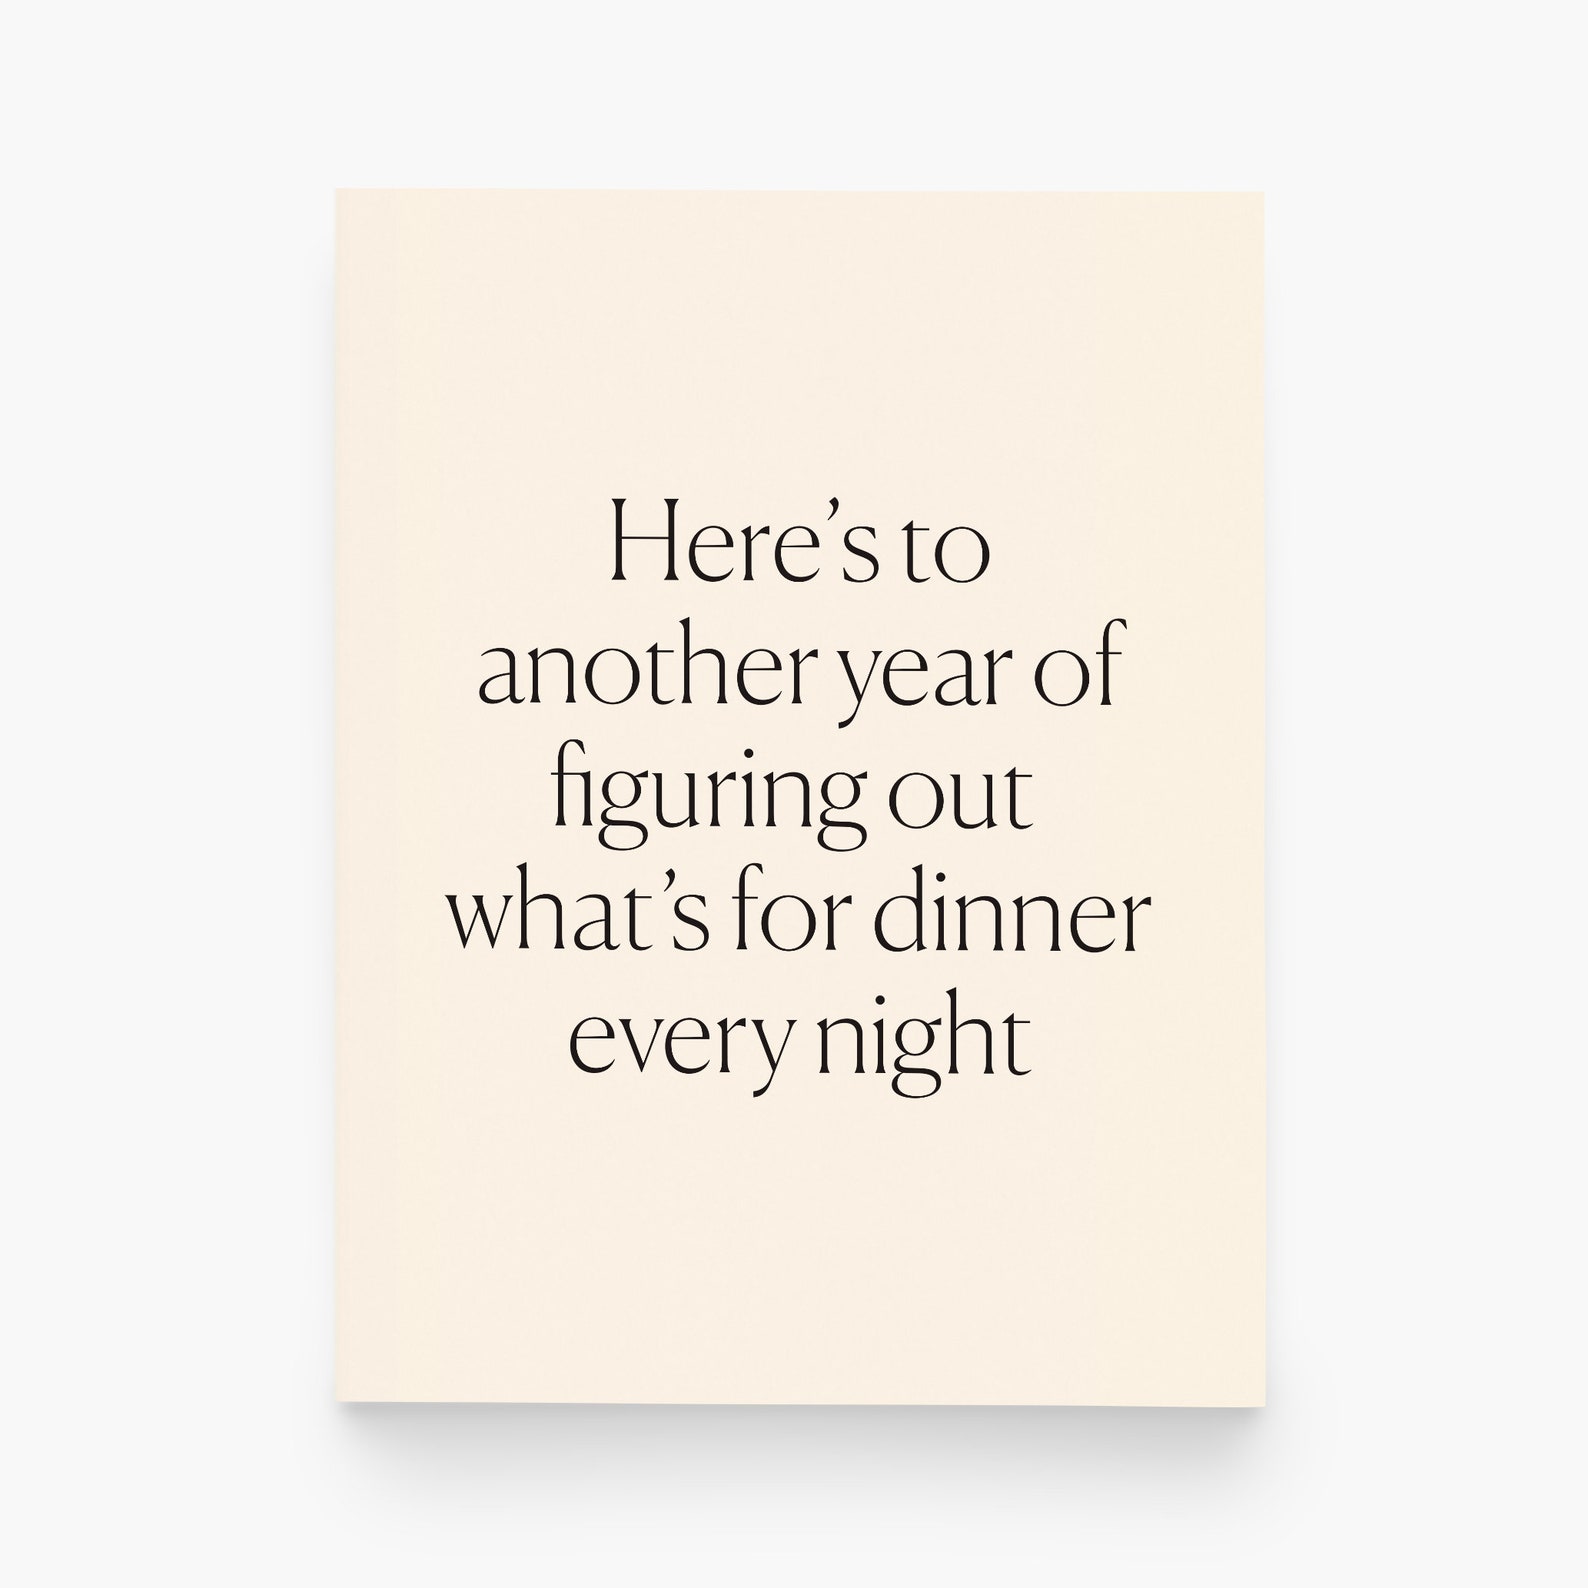 Here’s to
another year of
figuring out
what’s for dinner
every night